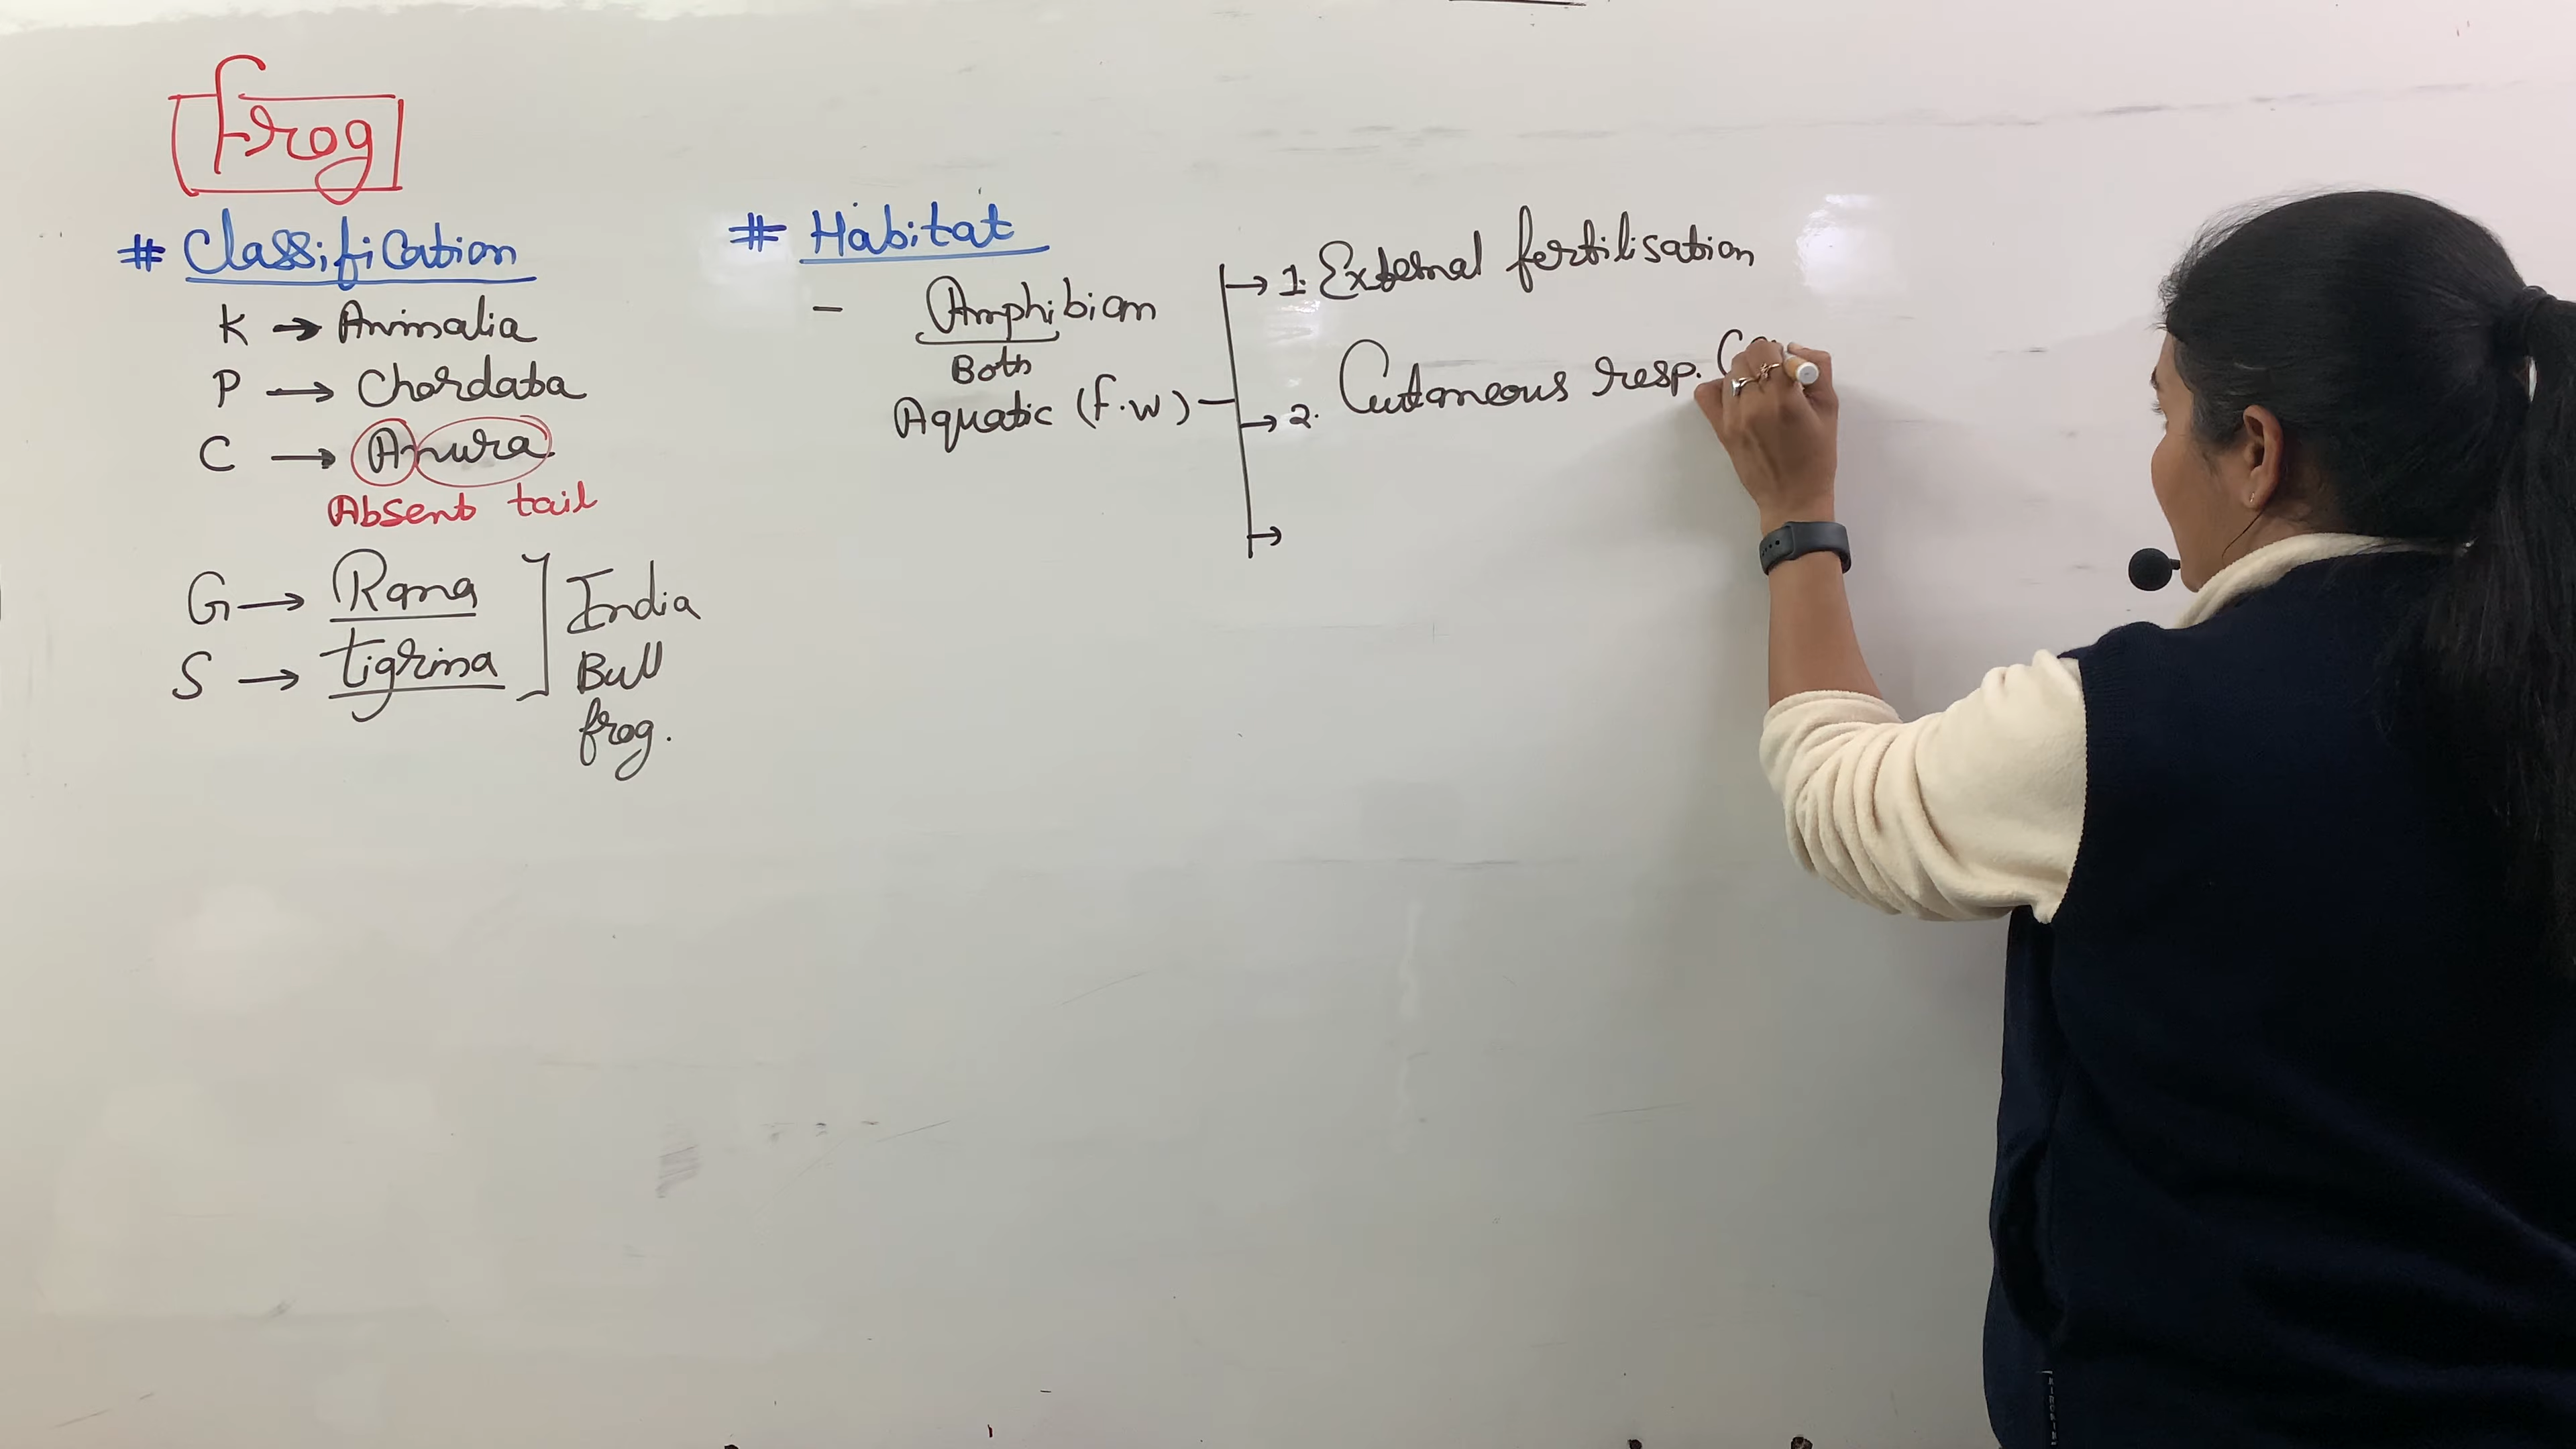 Frog
# Classification
K → Animalia
P → Chordata
C → Anura
Absent tail
G → Rana
S → tigrina
India
Bull
frog.
# Habitat
- Amphibian
Both
Aquatic (f.w)
→ 1. External fertilisation
→ 2. Cutaneous resp.
→